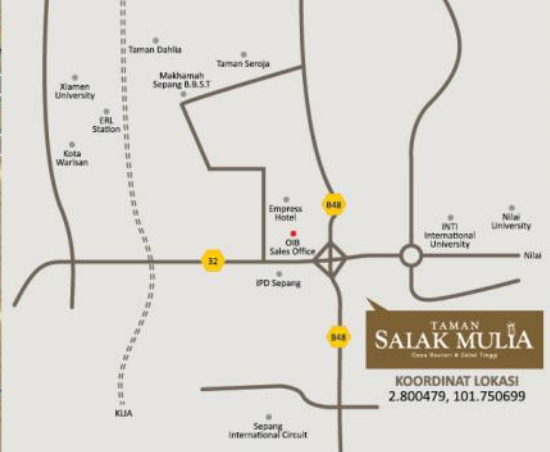 Taman Dahlia
Taman Seroja
Makhamah
Sepang B.B.S.T
Xiamen
University
ERL
Station
Kota
Warisan
B48
Empress
Hotel
OIB
Sales Office
INTI
International
University
Nilai
University
Nilai
32
IPD Sepang
B48
TAMAN
SALAK MULIA
KOORDINAT LOKASI
2.800479, 101.750699
KLIA
Sepang
International Circuit